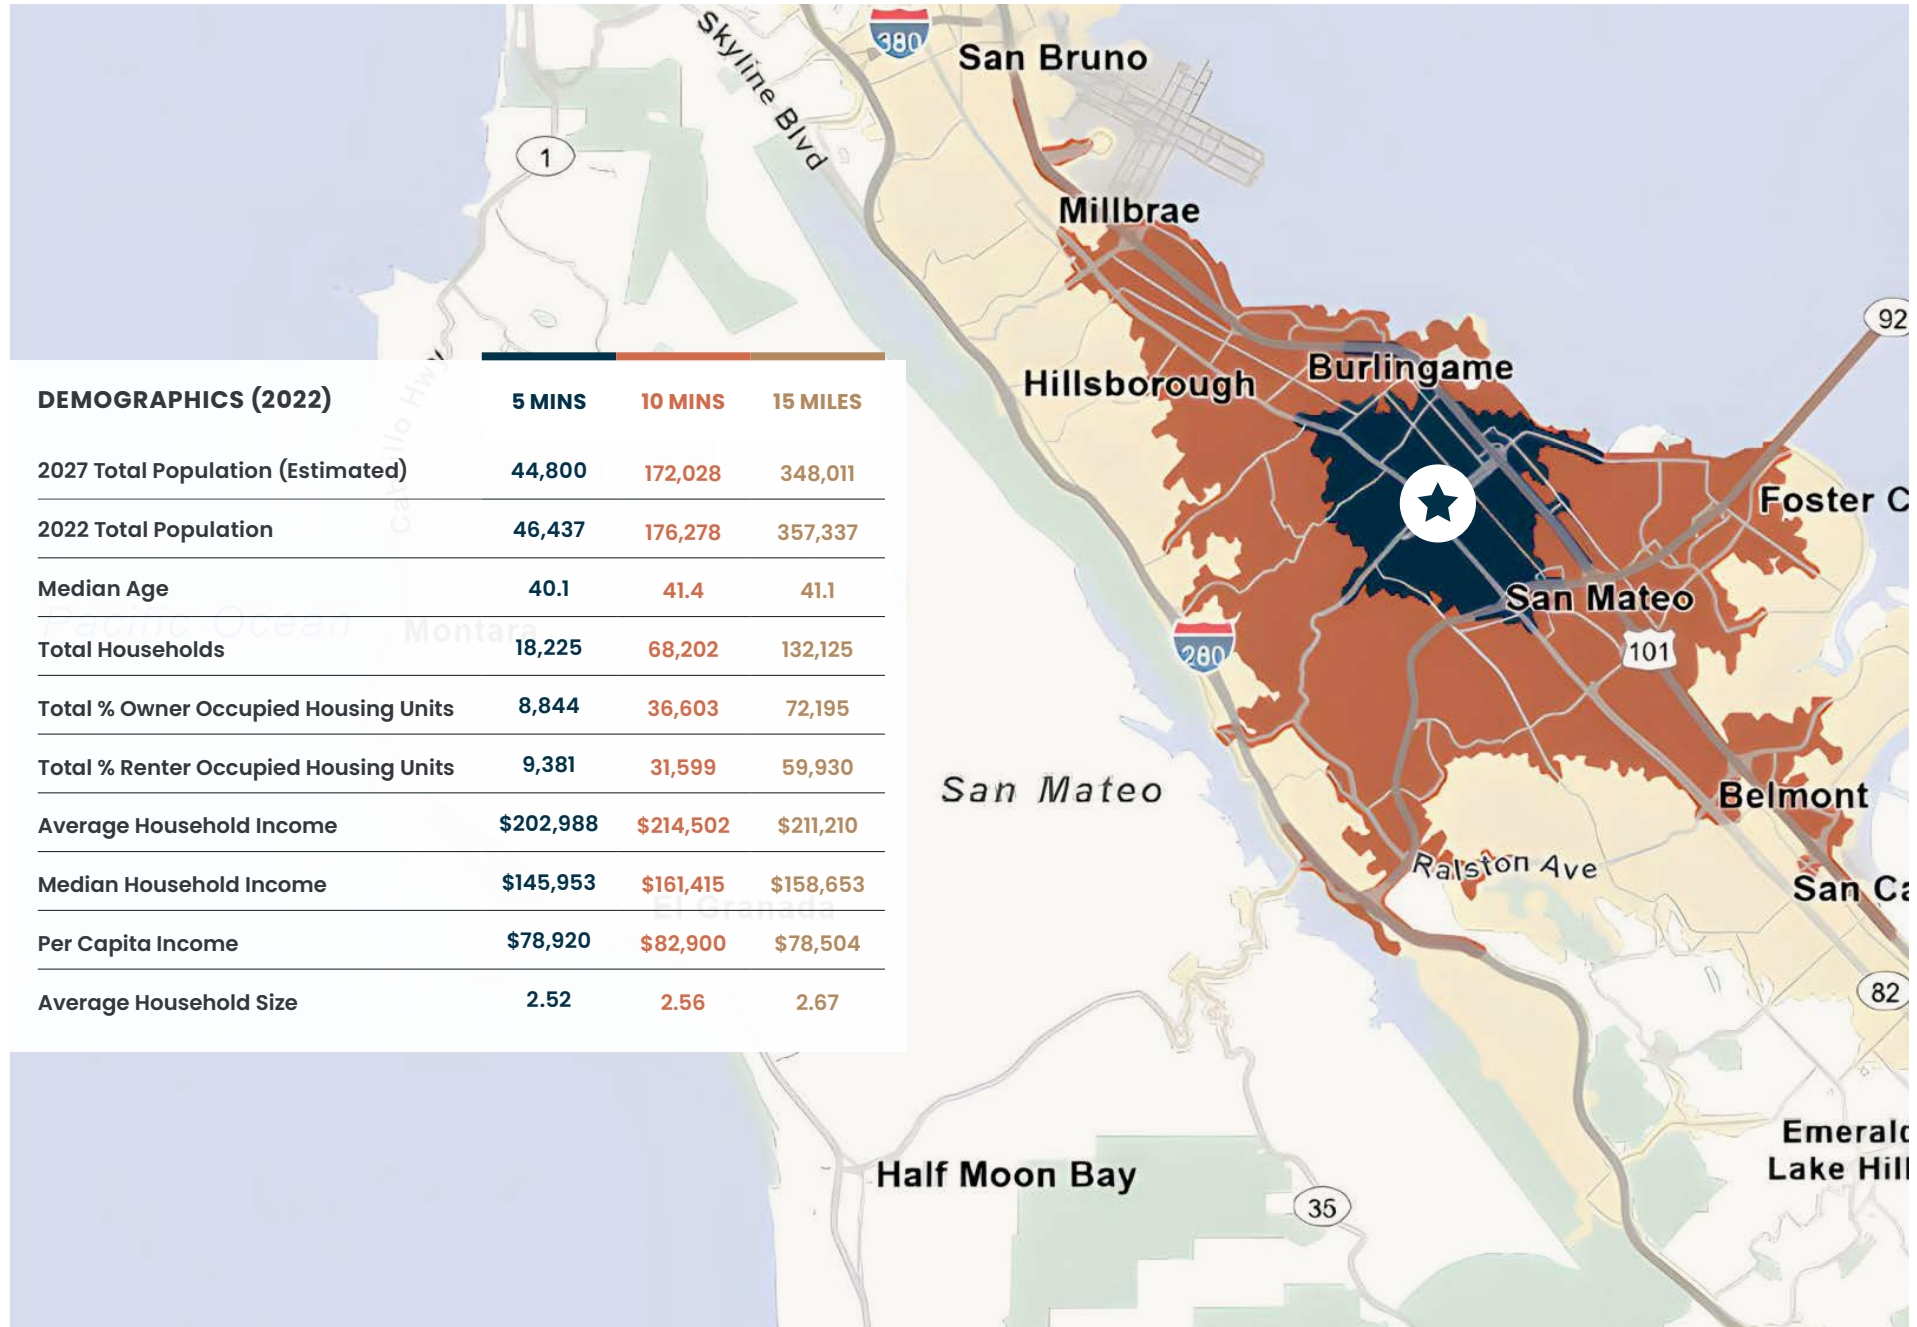 380
San Bruno
Skyline Blvd
1
Millbrae
92
Burlingame
Hillsborough
DEMOGRAPHICS (2022) 5 MINS 10 MINS 15 MILES
2027 Total Population (Estimated) 44,800 172,028 348,011
2022 Total Population 46,437 176,278 357,337
Median Age 40.1 41.4 41.1
Total Households 18,225 68,202 132,125
Total % Owner Occupied Housing Units 8,844 36,603 72,195
Total % Renter Occupied Housing Units 9,381 31,599 59,930
Average Household Income $202,988 $214,502 $211,210
Median Household Income $145,953 $161,415 $158,653
Per Capita Income $78,920 $82,900 $78,504
Average Household Size 2.52 2.56 2.67
Pacific Ocean
Montara
El Granada
Foster C
San Mateo
280
101
San Mateo
Belmont
Ralston Ave
San Ca
82
Emerald
Lake Hill
Half Moon Bay
35